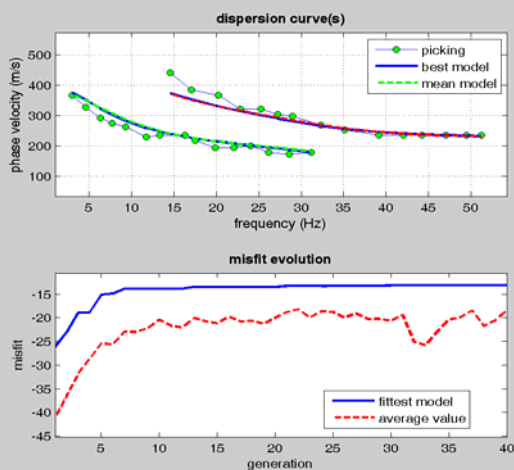 dispersion curve(s)
phase velocity (m/s)
500
400
300
200
100
picking
best model
mean model
5 10 15 20 25 30 35 40 45 50
frequency (Hz)
misfit evolution
misfit
-15
-20
-25
-30
-35
-40
-45
fittest model
average value
5 10 15 20 25 30 35 40
generation